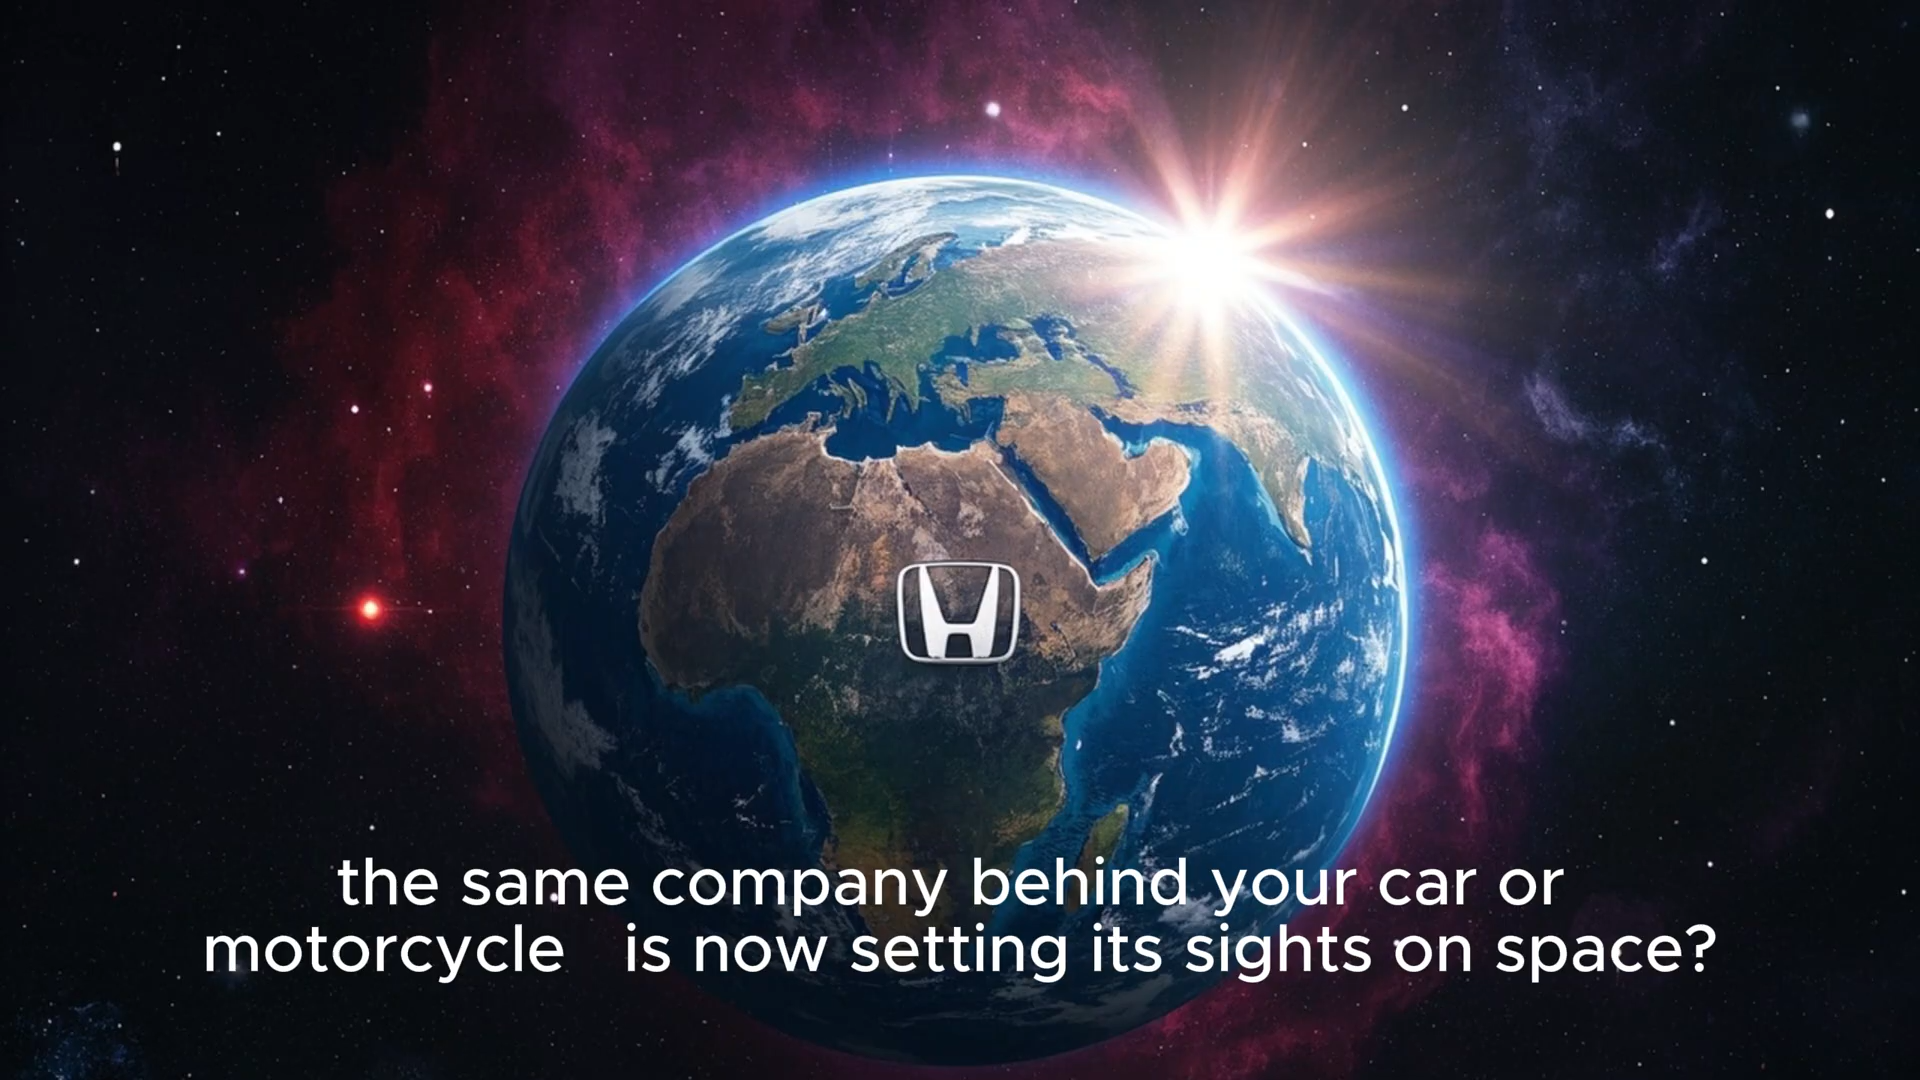 the same company behind your car or
motorcycle is now setting its sights on space?